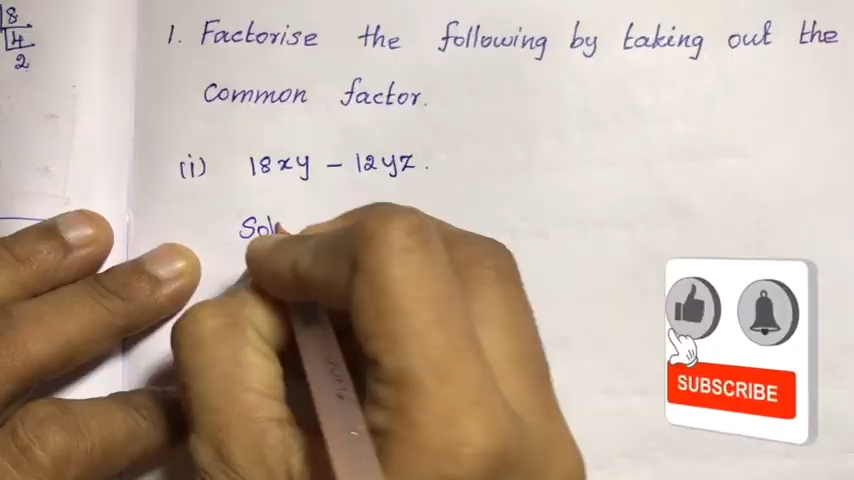 8
4
2
1. Factorise the following by taking out the
Common factor.
(i) 18xy - 12yz.
Sol
SUBSCRIBE